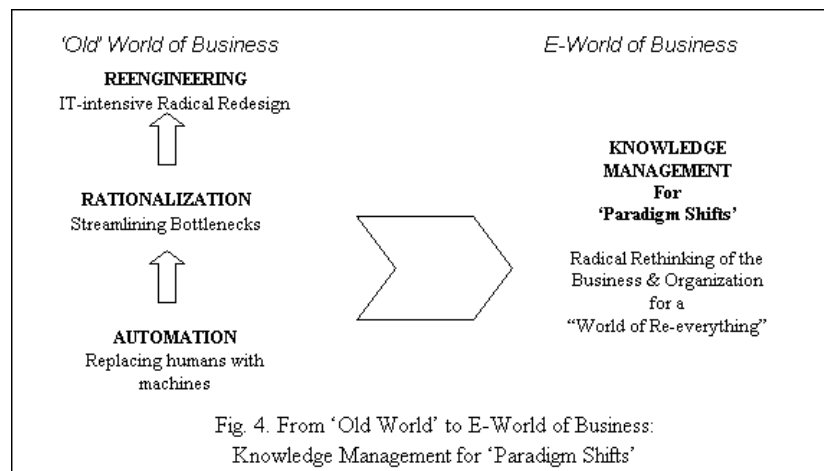 ‘Old’ World of Business
REENGINEERING
IT-intensive Radical Redesign
RATIONALIZATION
Streamlining Bottlenecks
AUTOMATION
Replacing humans with
machines
E-World of Business
KNOWLEDGE
MANAGEMENT
For
‘Paradigm Shifts’
Radical Rethinking of the
Business & Organization
for a
“World of Re-everything”
Fig. 4. From ‘Old World’ to E-World of Business:
Knowledge Management for ‘Paradigm Shifts’